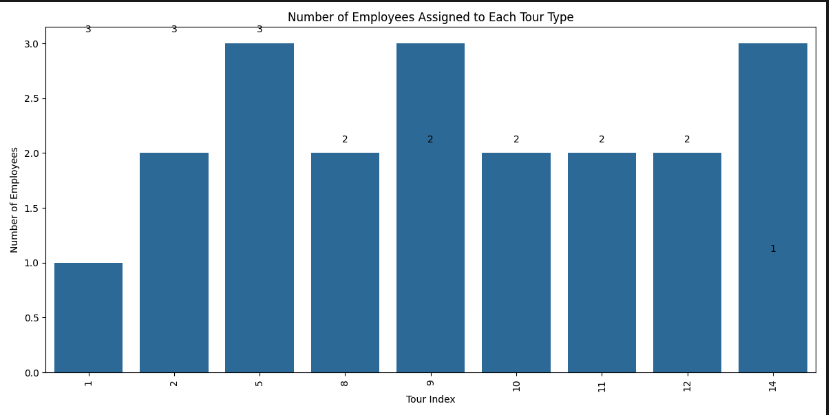 Number of Employees Assigned to Each Tour Type
3 3 3 2 2 2 2 2 1
Number of Employees
3.0
2.5
2.0
1.5
1.0
0.5
0.0
1 2 5 8 9 10 11 12 14
Tour Index